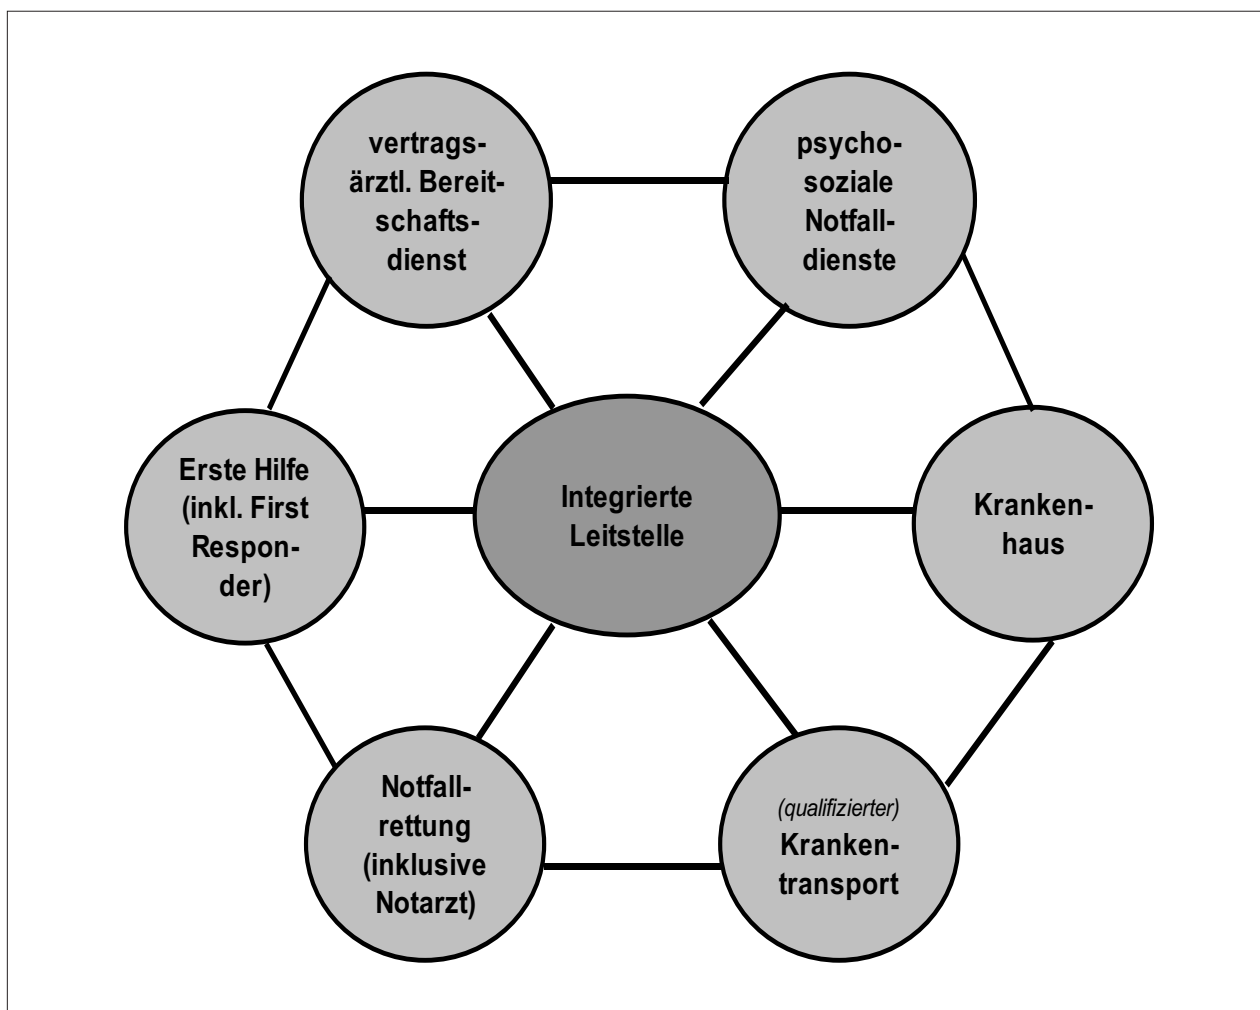 vertrags-
ärztl. Bereit-
schafts-
dienst
psycho-
soziale
Notfall-
dienste
Erste Hilfe
(inkl. First
Respon-
der)
Integrierte
Leitstelle
Kranken-
haus
Notfall-
rettung
(inklusive
Notarzt)
(qualifizierter)
Kranken-
transport